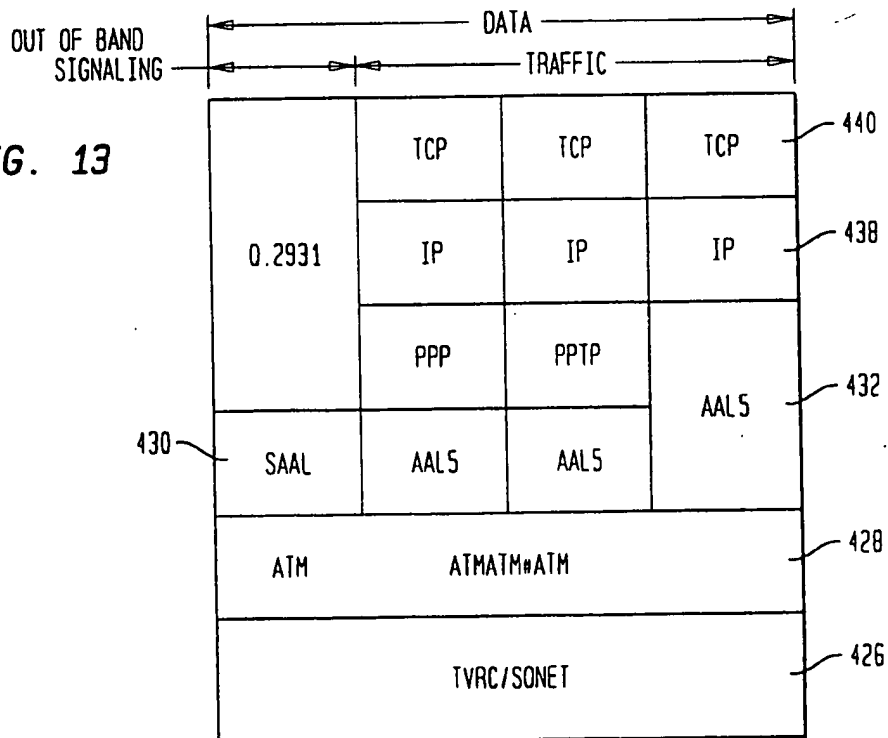 DATA
OUT OF BAND
SIGNALING
TRAFFIC
G. 13
TCP TCP TCP 440
Q.2931 IP IP IP 438
PPP PPTP
AAL5 432
430 SAAL AAL5 AAL5
ATM ATMATM#ATM 428
TVRC/SONET 426